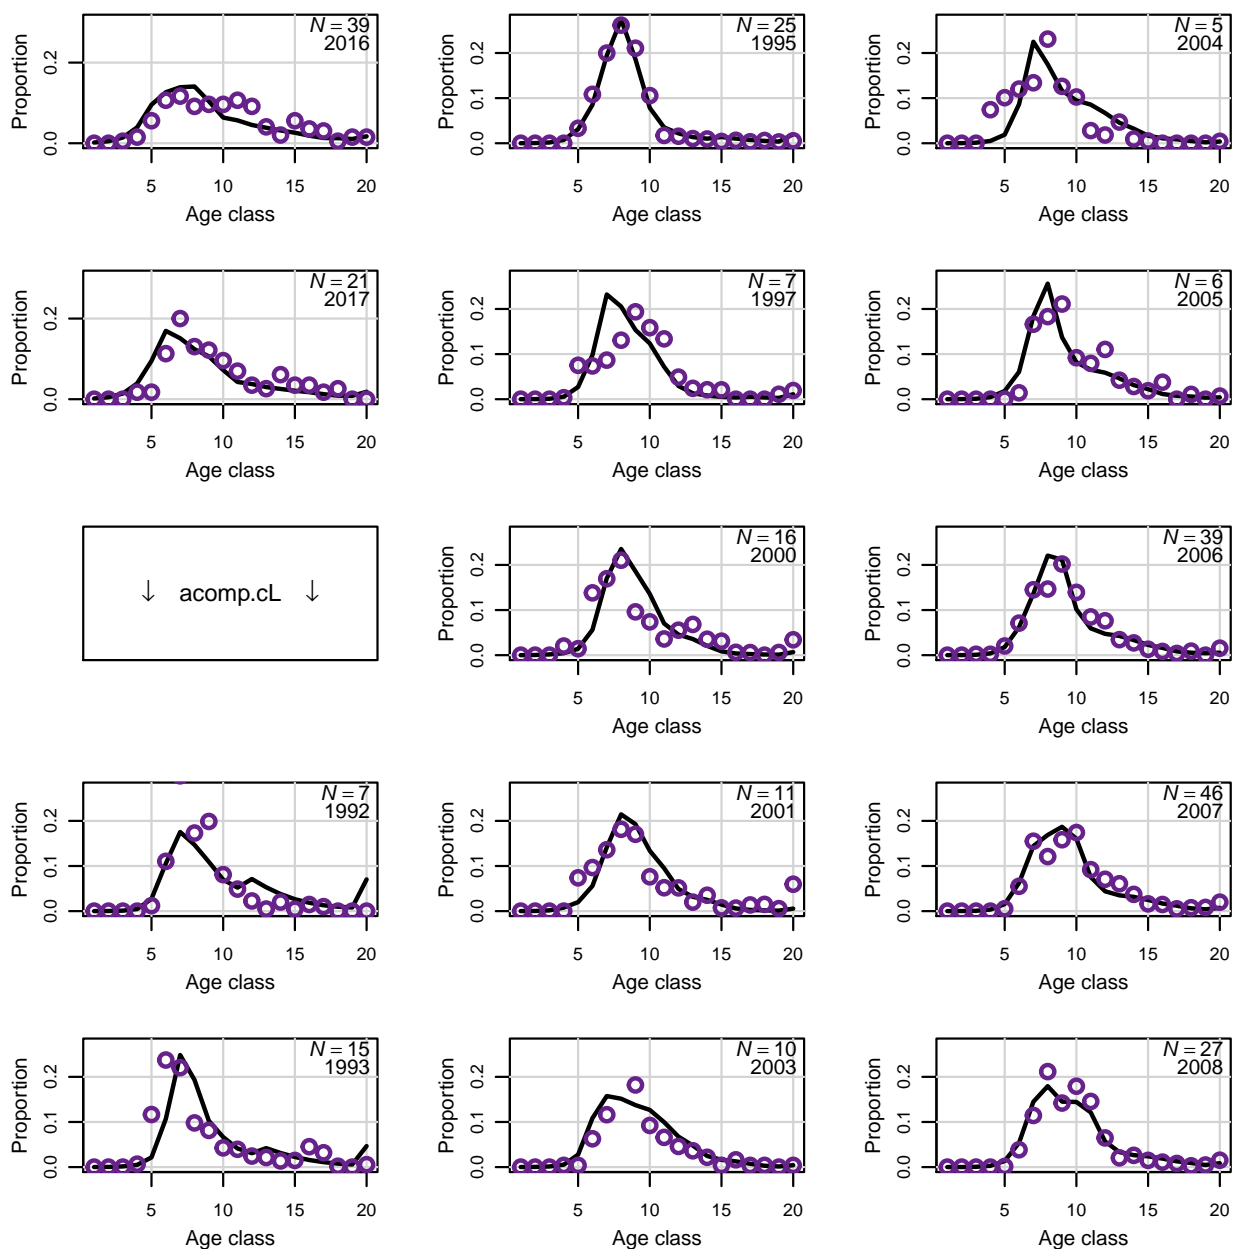 N = 39
2016
Proportion
0.2
0.0
5 10 15 20
Age class
N = 25
1995
Proportion
0.2
0.1
0.0
5 10 15 20
Age class
N = 5
2004
Proportion
0.2
0.1
0.0
5 10 15 20
Age class
N = 21
2017
Proportion
0.2
0.0
5 10 15 20
Age class
N = 7
1997
Proportion
0.2
0.1
0.0
5 10 15 20
Age class
N = 6
2005
Proportion
0.2
0.1
0.0
5 10 15 20
Age class
↓ acomp.cL ↓
N = 16
2000
Proportion
0.2
0.1
0.0
5 10 15 20
Age class
N = 39
2006
Proportion
0.2
0.1
0.0
5 10 15 20
Age class
N = 7
1992
Proportion
0.2
0.1
0.0
5 10 15 20
Age class
N = 11
2001
Proportion
0.2
0.1
0.0
5 10 15 20
Age class
N = 46
2007
Proportion
0.2
0.1
0.0
5 10 15 20
Age class
N = 15
1993
Proportion
0.2
0.1
0.0
5 10 15 20
Age class
N = 10
2003
Proportion
0.2
0.1
0.0
5 10 15 20
Age class
N = 27
2008
Proportion
0.2
0.1
0.0
5 10 15 20
Age class